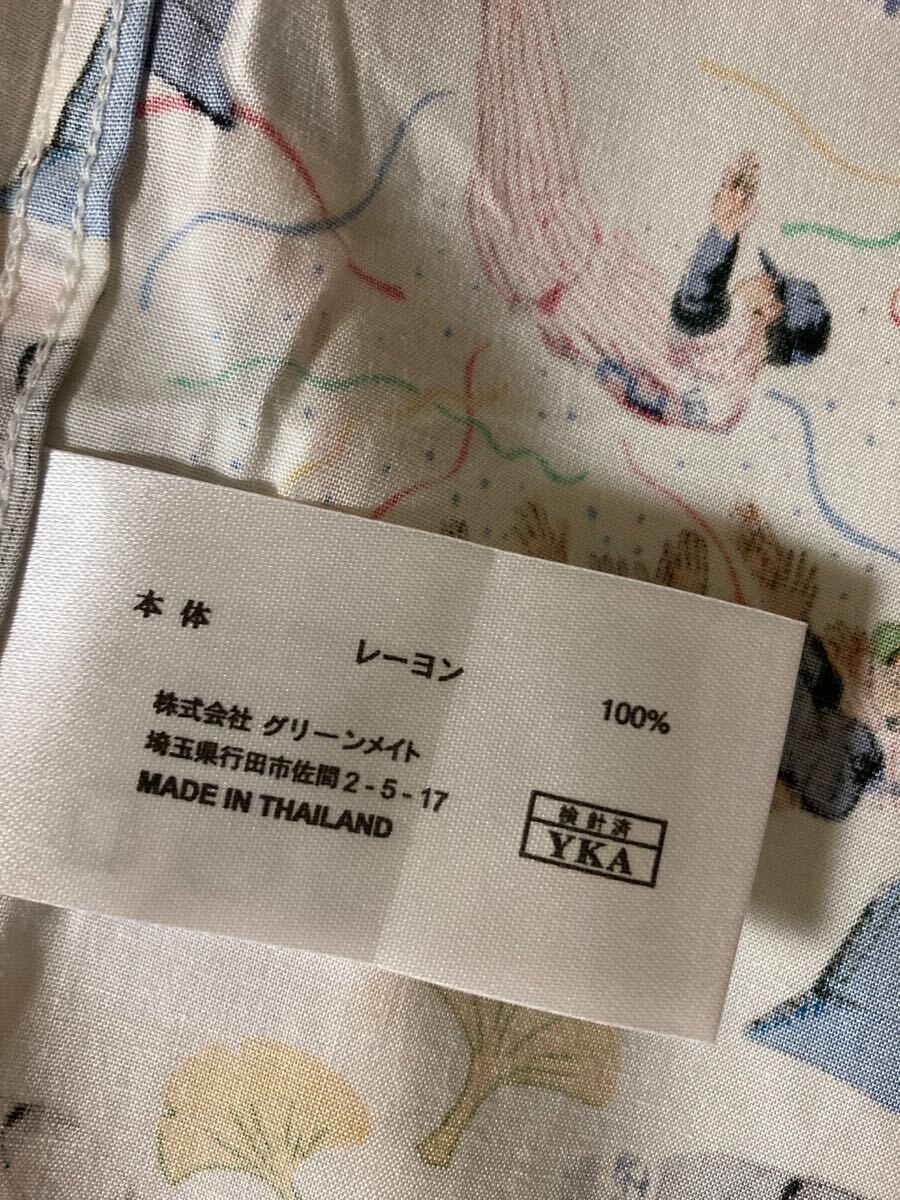 本 体
レーヨン
100%
株式会社 グリーンメイト
埼玉県行田市佐間2-5-17
MADE IN THAILAND
検針済
YKA